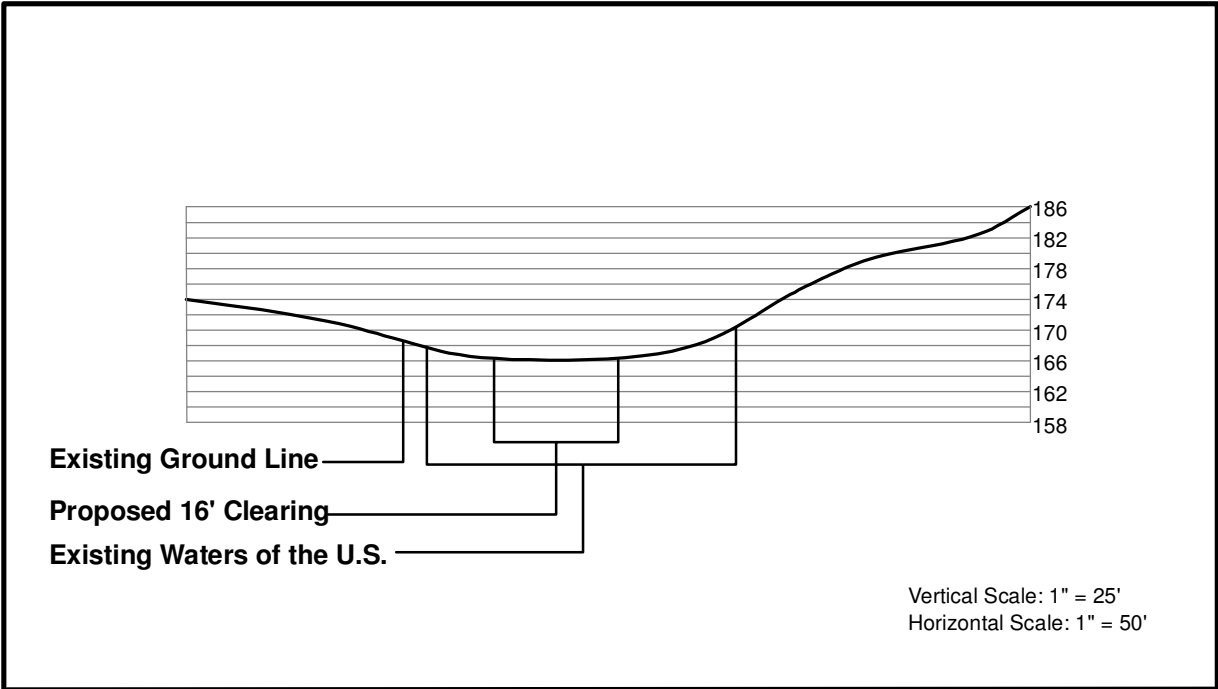 186
182
178
174
170
166
162
158
Existing Ground Line
Proposed 16' Clearing
Existing Waters of the U.S.
Vertical Scale: 1" = 25'
Horizontal Scale: 1" = 50'